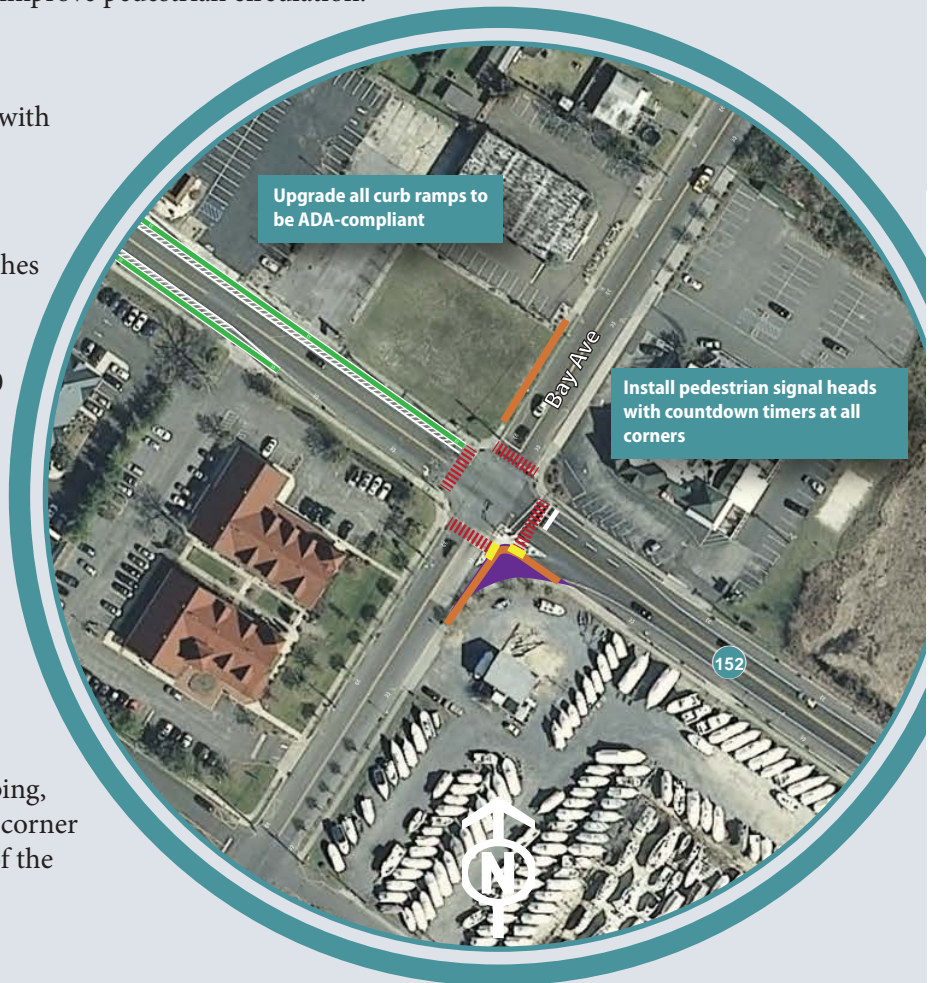 improve pedestrian circulation.
with
hes
ping,
corner
f the
Upgrade all curb ramps to
be ADA-compliant
Bay Ave
Install pedestrian signal heads
with countdown timers at all
corners
152
N